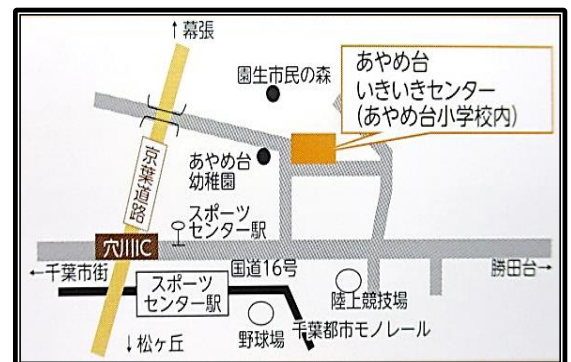 ↑幕張
園生市民の森
あやめ台
いきいきセンター
(あやめ台小学校内)
あやめ台
幼稚園
京葉道路
スポーツ
センター駅
穴川IC
←千葉市街
国道16号
勝田台→
スポーツ
センター駅
陸上競技場
野球場
千葉都市モノレール
↓松ヶ丘